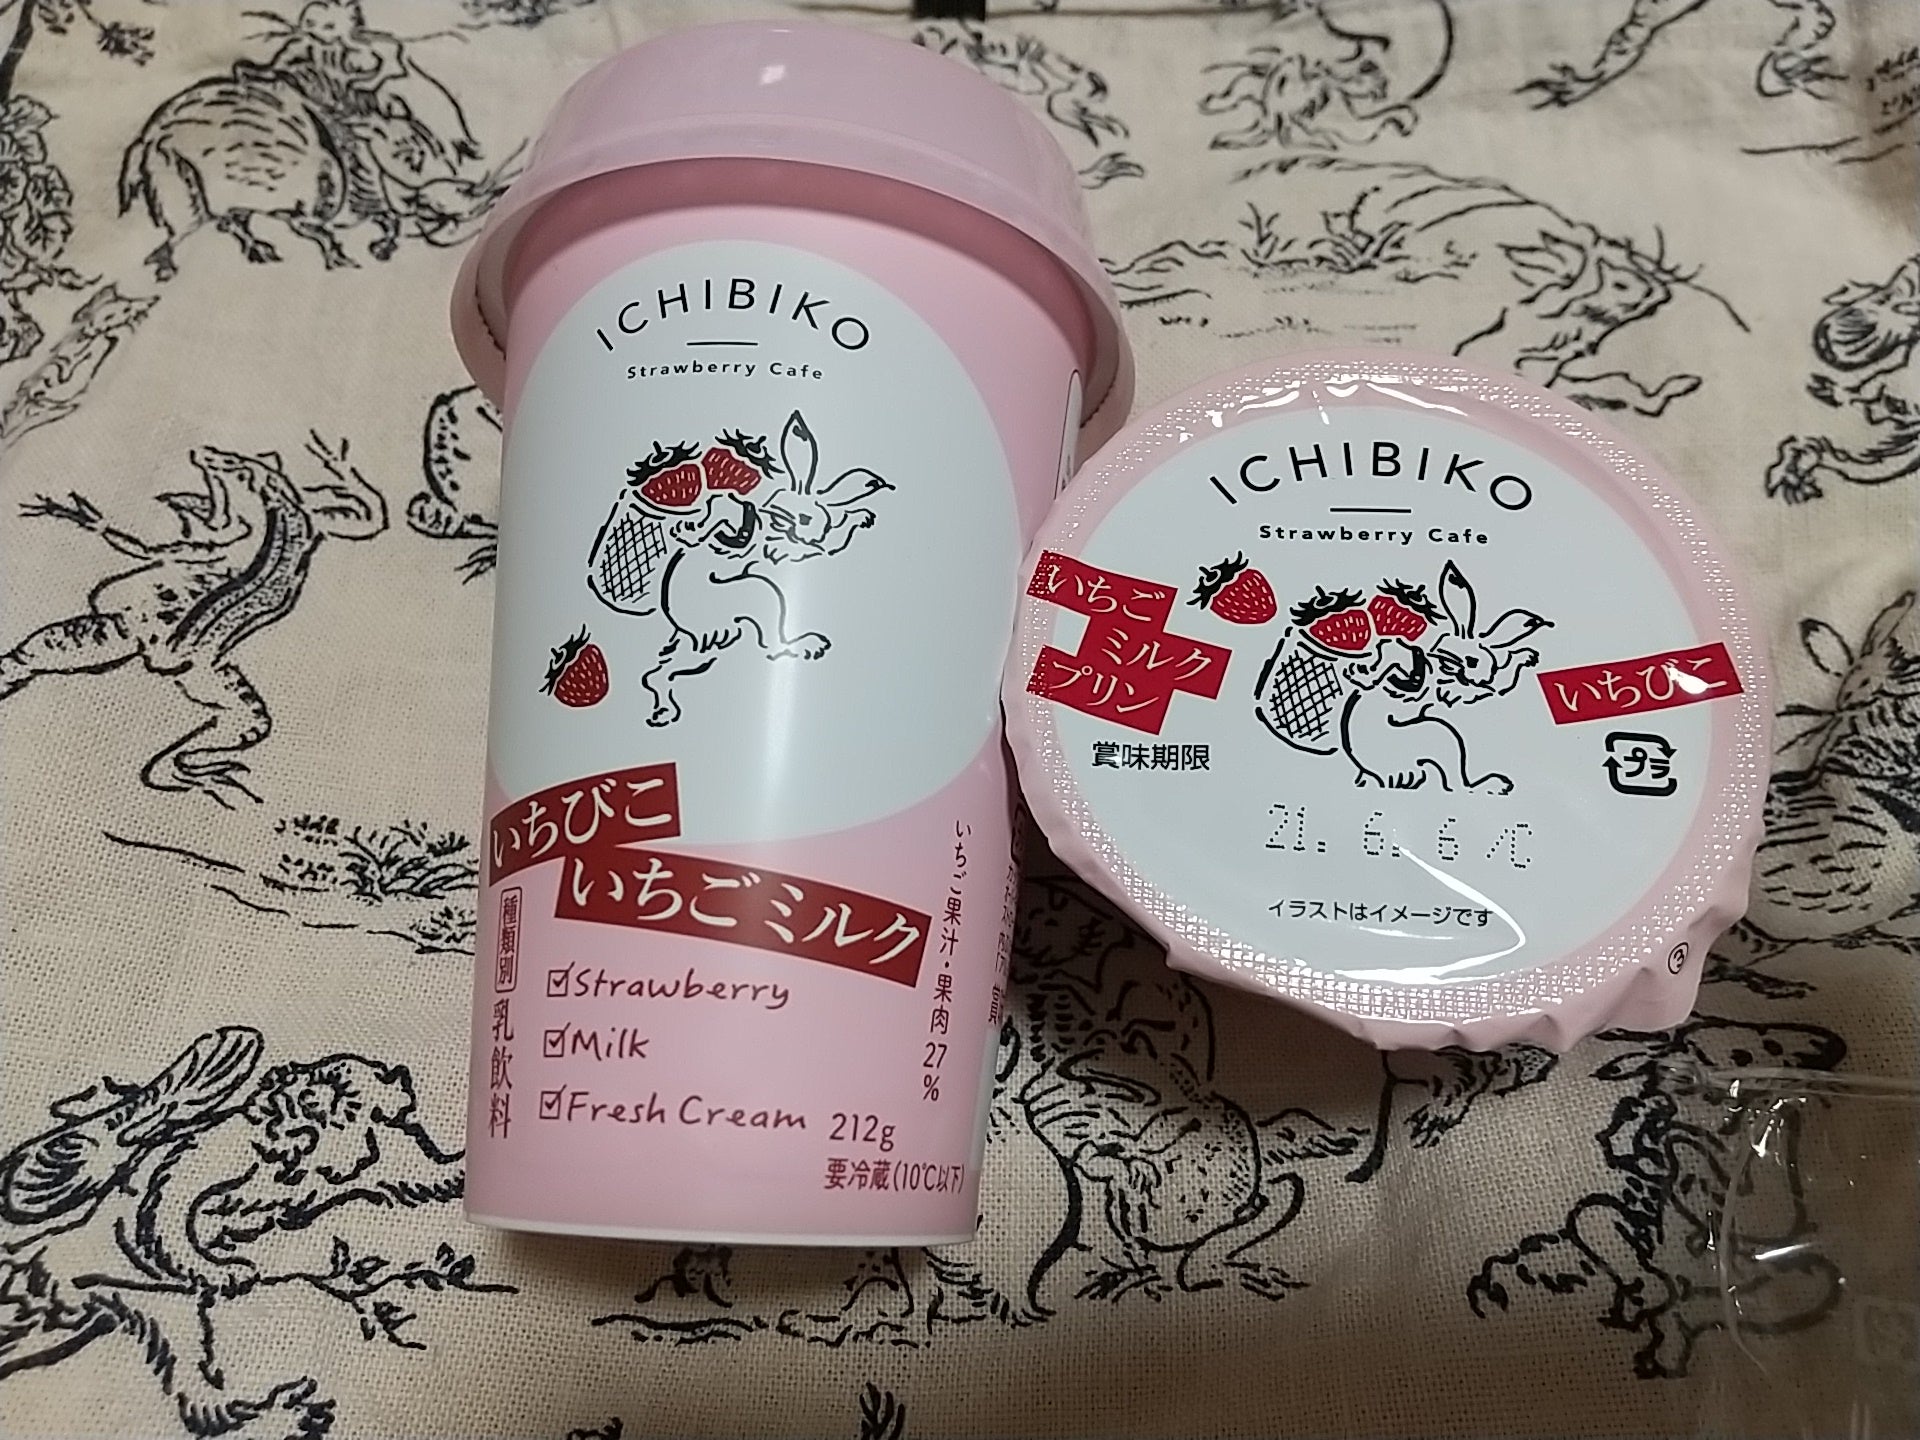 ICHIBIKO
Strawberry Cafe
いちびこ
いちごミルク
種類別 乳飲料
Strawberry
Milk
Fresh Cream
いちご果汁・果肉27%
212g
要冷蔵(10℃以下)
ICHIBIKO
Strawberry Cafe
いちご
ミルク
プリン
いちびこ
賞味期限
プラ
21. 6. 6 /C
イラストはイメージです
③